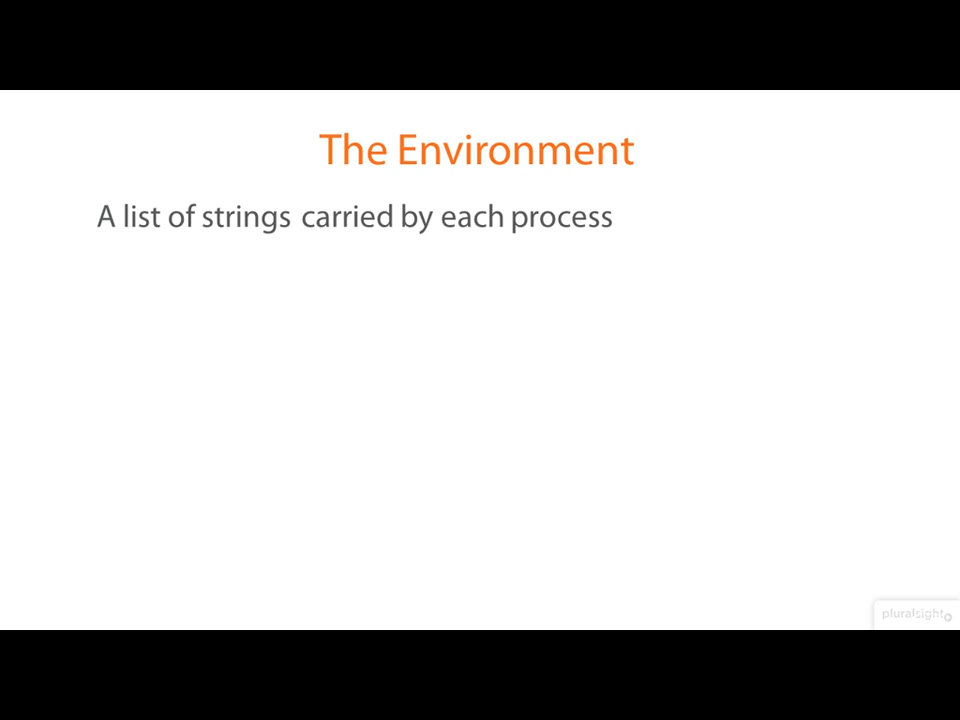 The Environment
A list of strings carried by each process
pluralsight